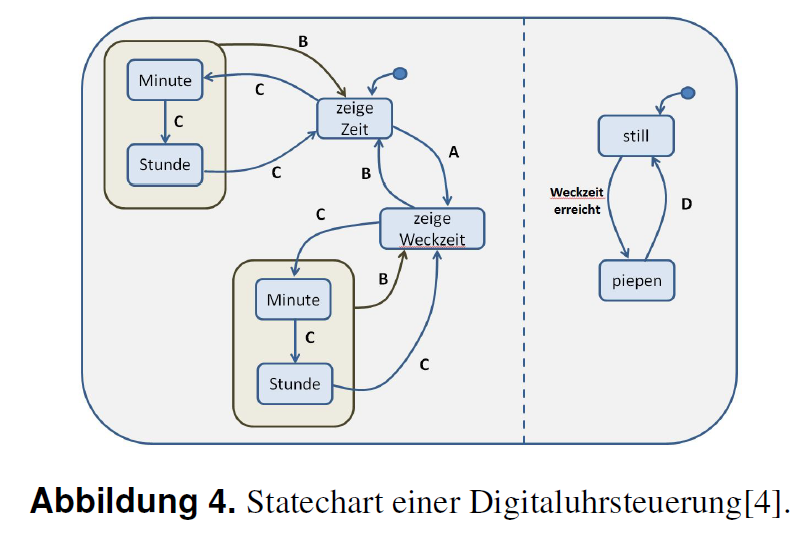 B
Minute
C
zeige
Zeit
C
A
still
Stunde
C
B
Weckzeit
erreicht
D
C
zeige
Weckzeit
Minute
B
piepen
C
Stunde
C
Abbildung 4. Statechart einer Digitaluhrsteuerung[4].